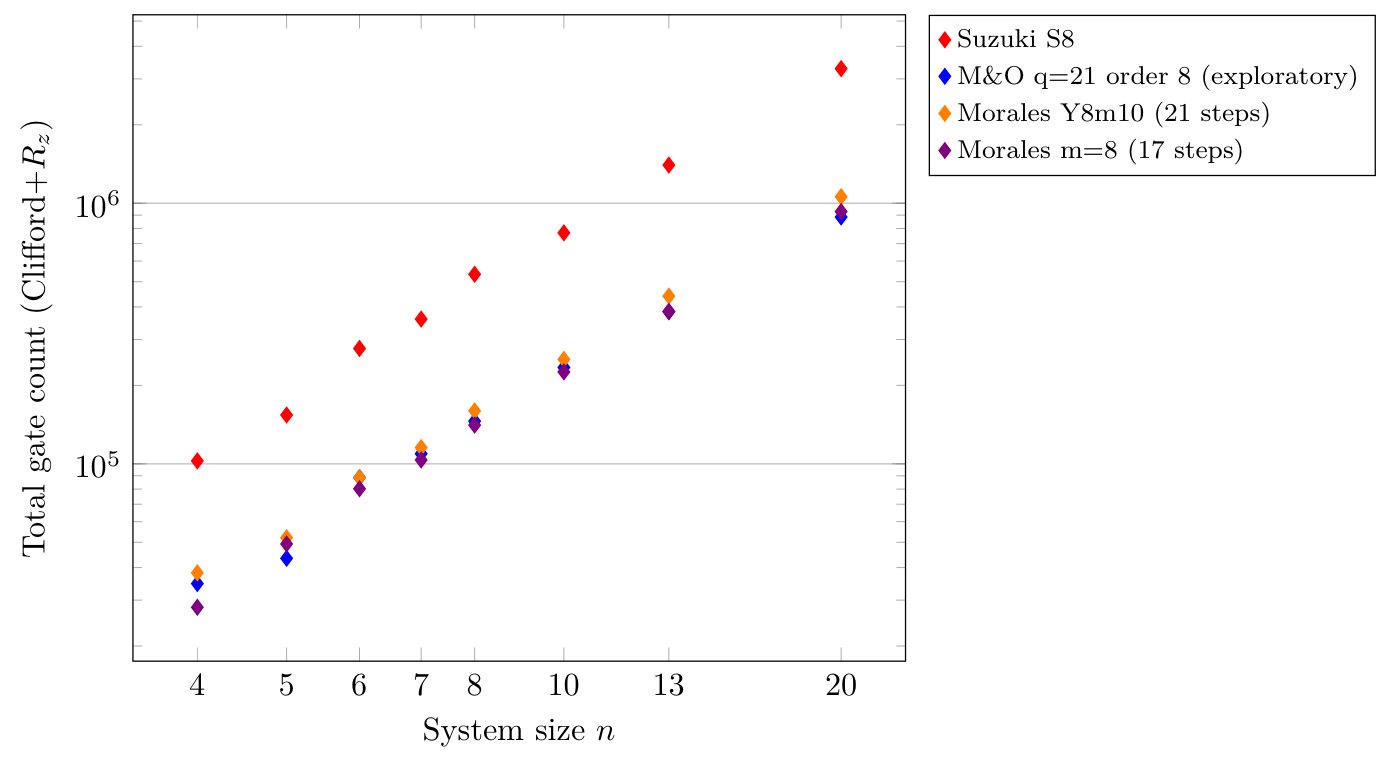 Total gate count (Clifford+R_z)
10^6
10^5
4 5 6 7 8 10 13 20
System size n
Suzuki S8
M&O q=21 order 8 (exploratory)
Morales Y8m10 (21 steps)
Morales m=8 (17 steps)